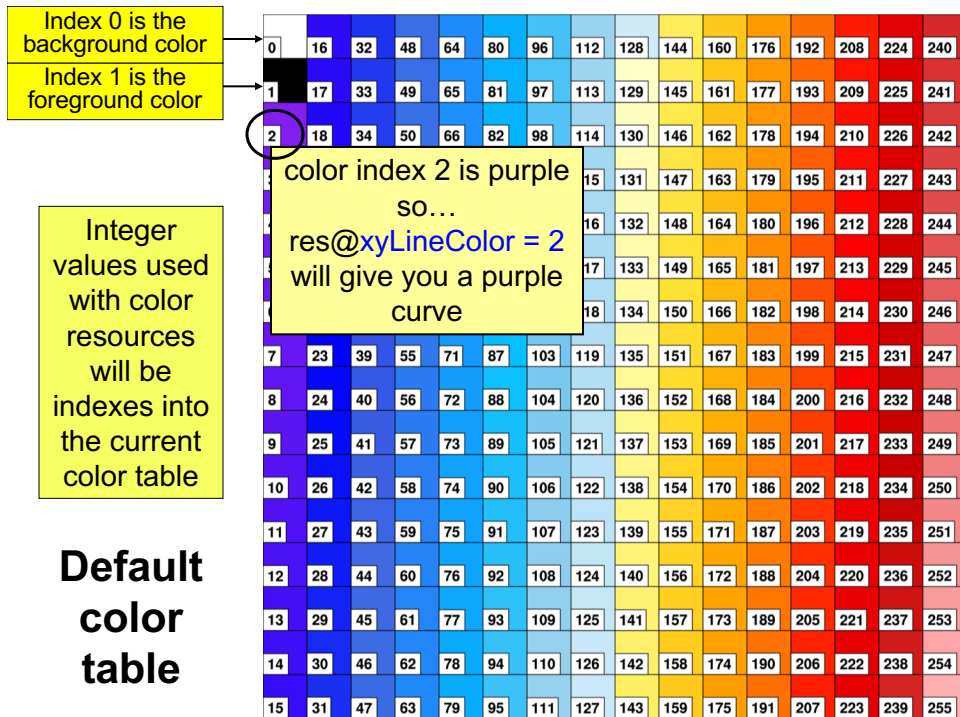 Index 0 is the
background color
Index 1 is the
foreground color
0 16 32 48 64 80 96 112 128 144 160 176 192 208 224 240
1 17 33 49 65 81 97 113 129 145 161 177 193 209 225 241
2 18 34 50 66 82 98 114 130 146 162 178 194 210 226 242
15 131 147 163 179 195 211 227 243
16 132 148 164 180 196 212 228 244
17 133 149 165 181 197 213 229 245
18 134 150 166 182 198 214 230 246
color index 2 is purple
so…
res@xyLineColor = 2
will give you a purple
curve
7 23 39 55 71 87 103 119 135 151 167 183 199 215 231 247
8 24 40 56 72 88 104 120 136 152 168 184 200 216 232 248
9 25 41 57 73 89 105 121 137 153 169 185 201 217 233 249
10 26 42 58 74 90 106 122 138 154 170 186 202 218 234 250
11 27 43 59 75 91 107 123 139 155 171 187 203 219 235 251
12 28 44 60 76 92 108 124 140 156 172 188 204 220 236 252
13 29 45 61 77 93 109 125 141 157 173 189 205 221 237 253
14 30 46 62 78 94 110 126 142 158 174 190 206 222 238 254
15 31 47 63 79 95 111 127 143 159 175 191 207 223 239 255
Integer
values used
with color
resources
will be
indexes into
the current
color table
Default
color
table